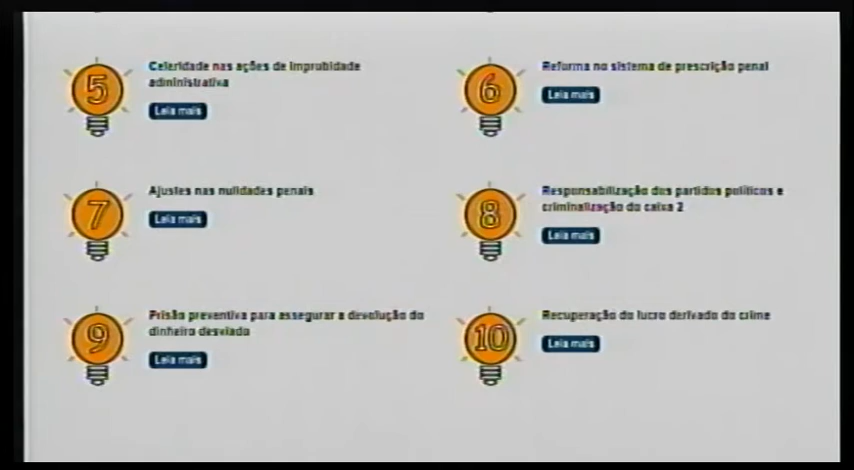 5
Celeridade nas ações de improbidade
administrativa
Leia mais
6
Reforma no sistema de prescrição penal
Leia mais
7
Ajustes nas nulidades penais
Leia mais
8
Responsabilização dos partidos políticos e
criminalização do caixa 2
Leia mais
9
Prisão preventiva para assegurar a devolução do
dinheiro desviado
Leia mais
10
Recuperação do lucro derivado do crime
Leia mais